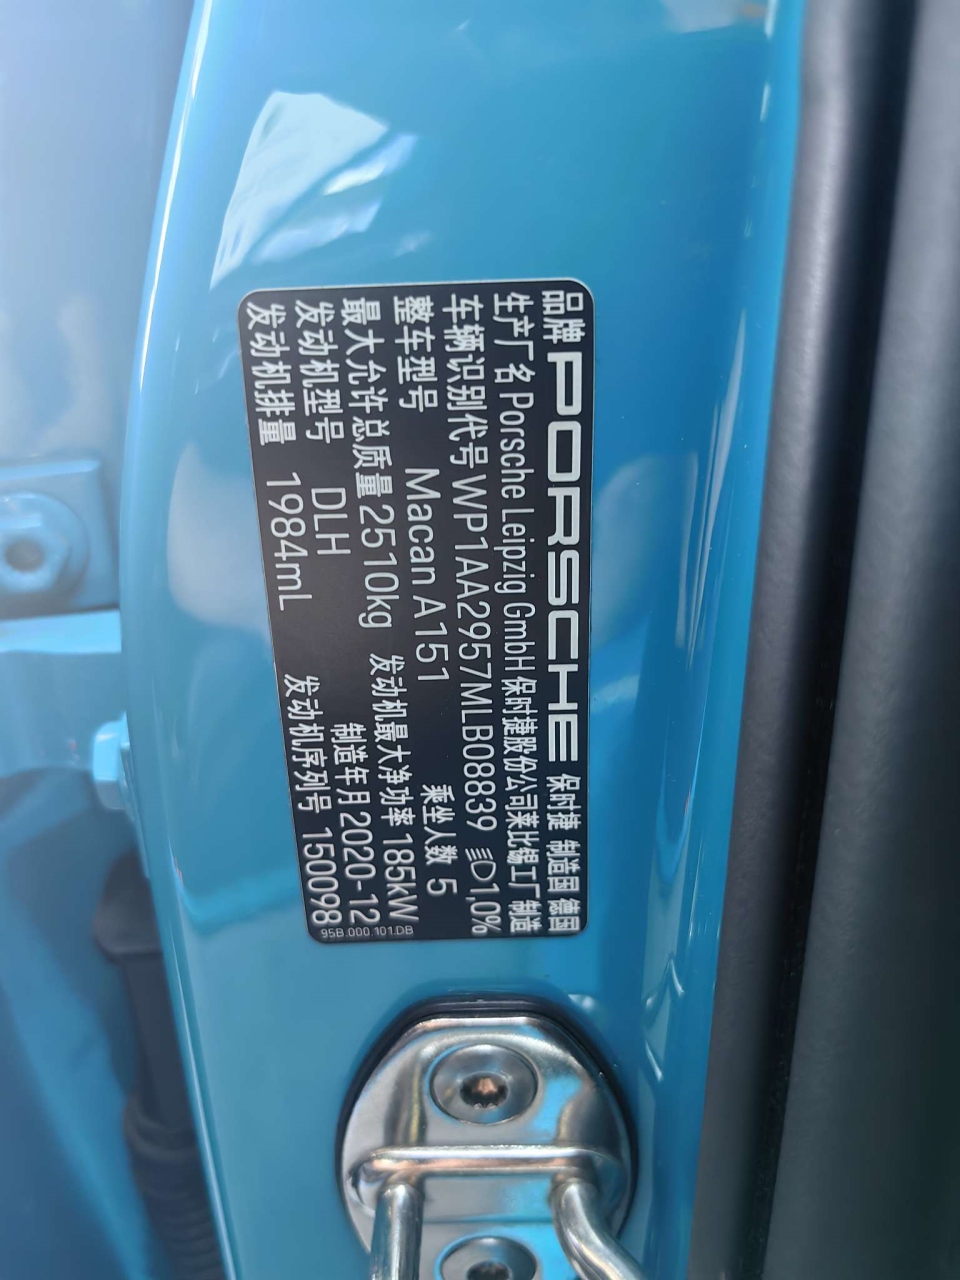 品牌 PORSCHE 保时捷 制造国 德国
生产厂名 Porsche Leipzig GmbH 保时捷股份公司莱比锡工厂制造
车辆识别代号 WP1AA2957MLB08839 1,0%
整车型号 Macan A151 乘坐人数 5
最大允许总质量 2510kg 发动机最大净功率 185kW
发动机型号 DLH 制造年月 2020-12
发动机排量 1984mL 发动机序列号 150098
95B.000.101.DB